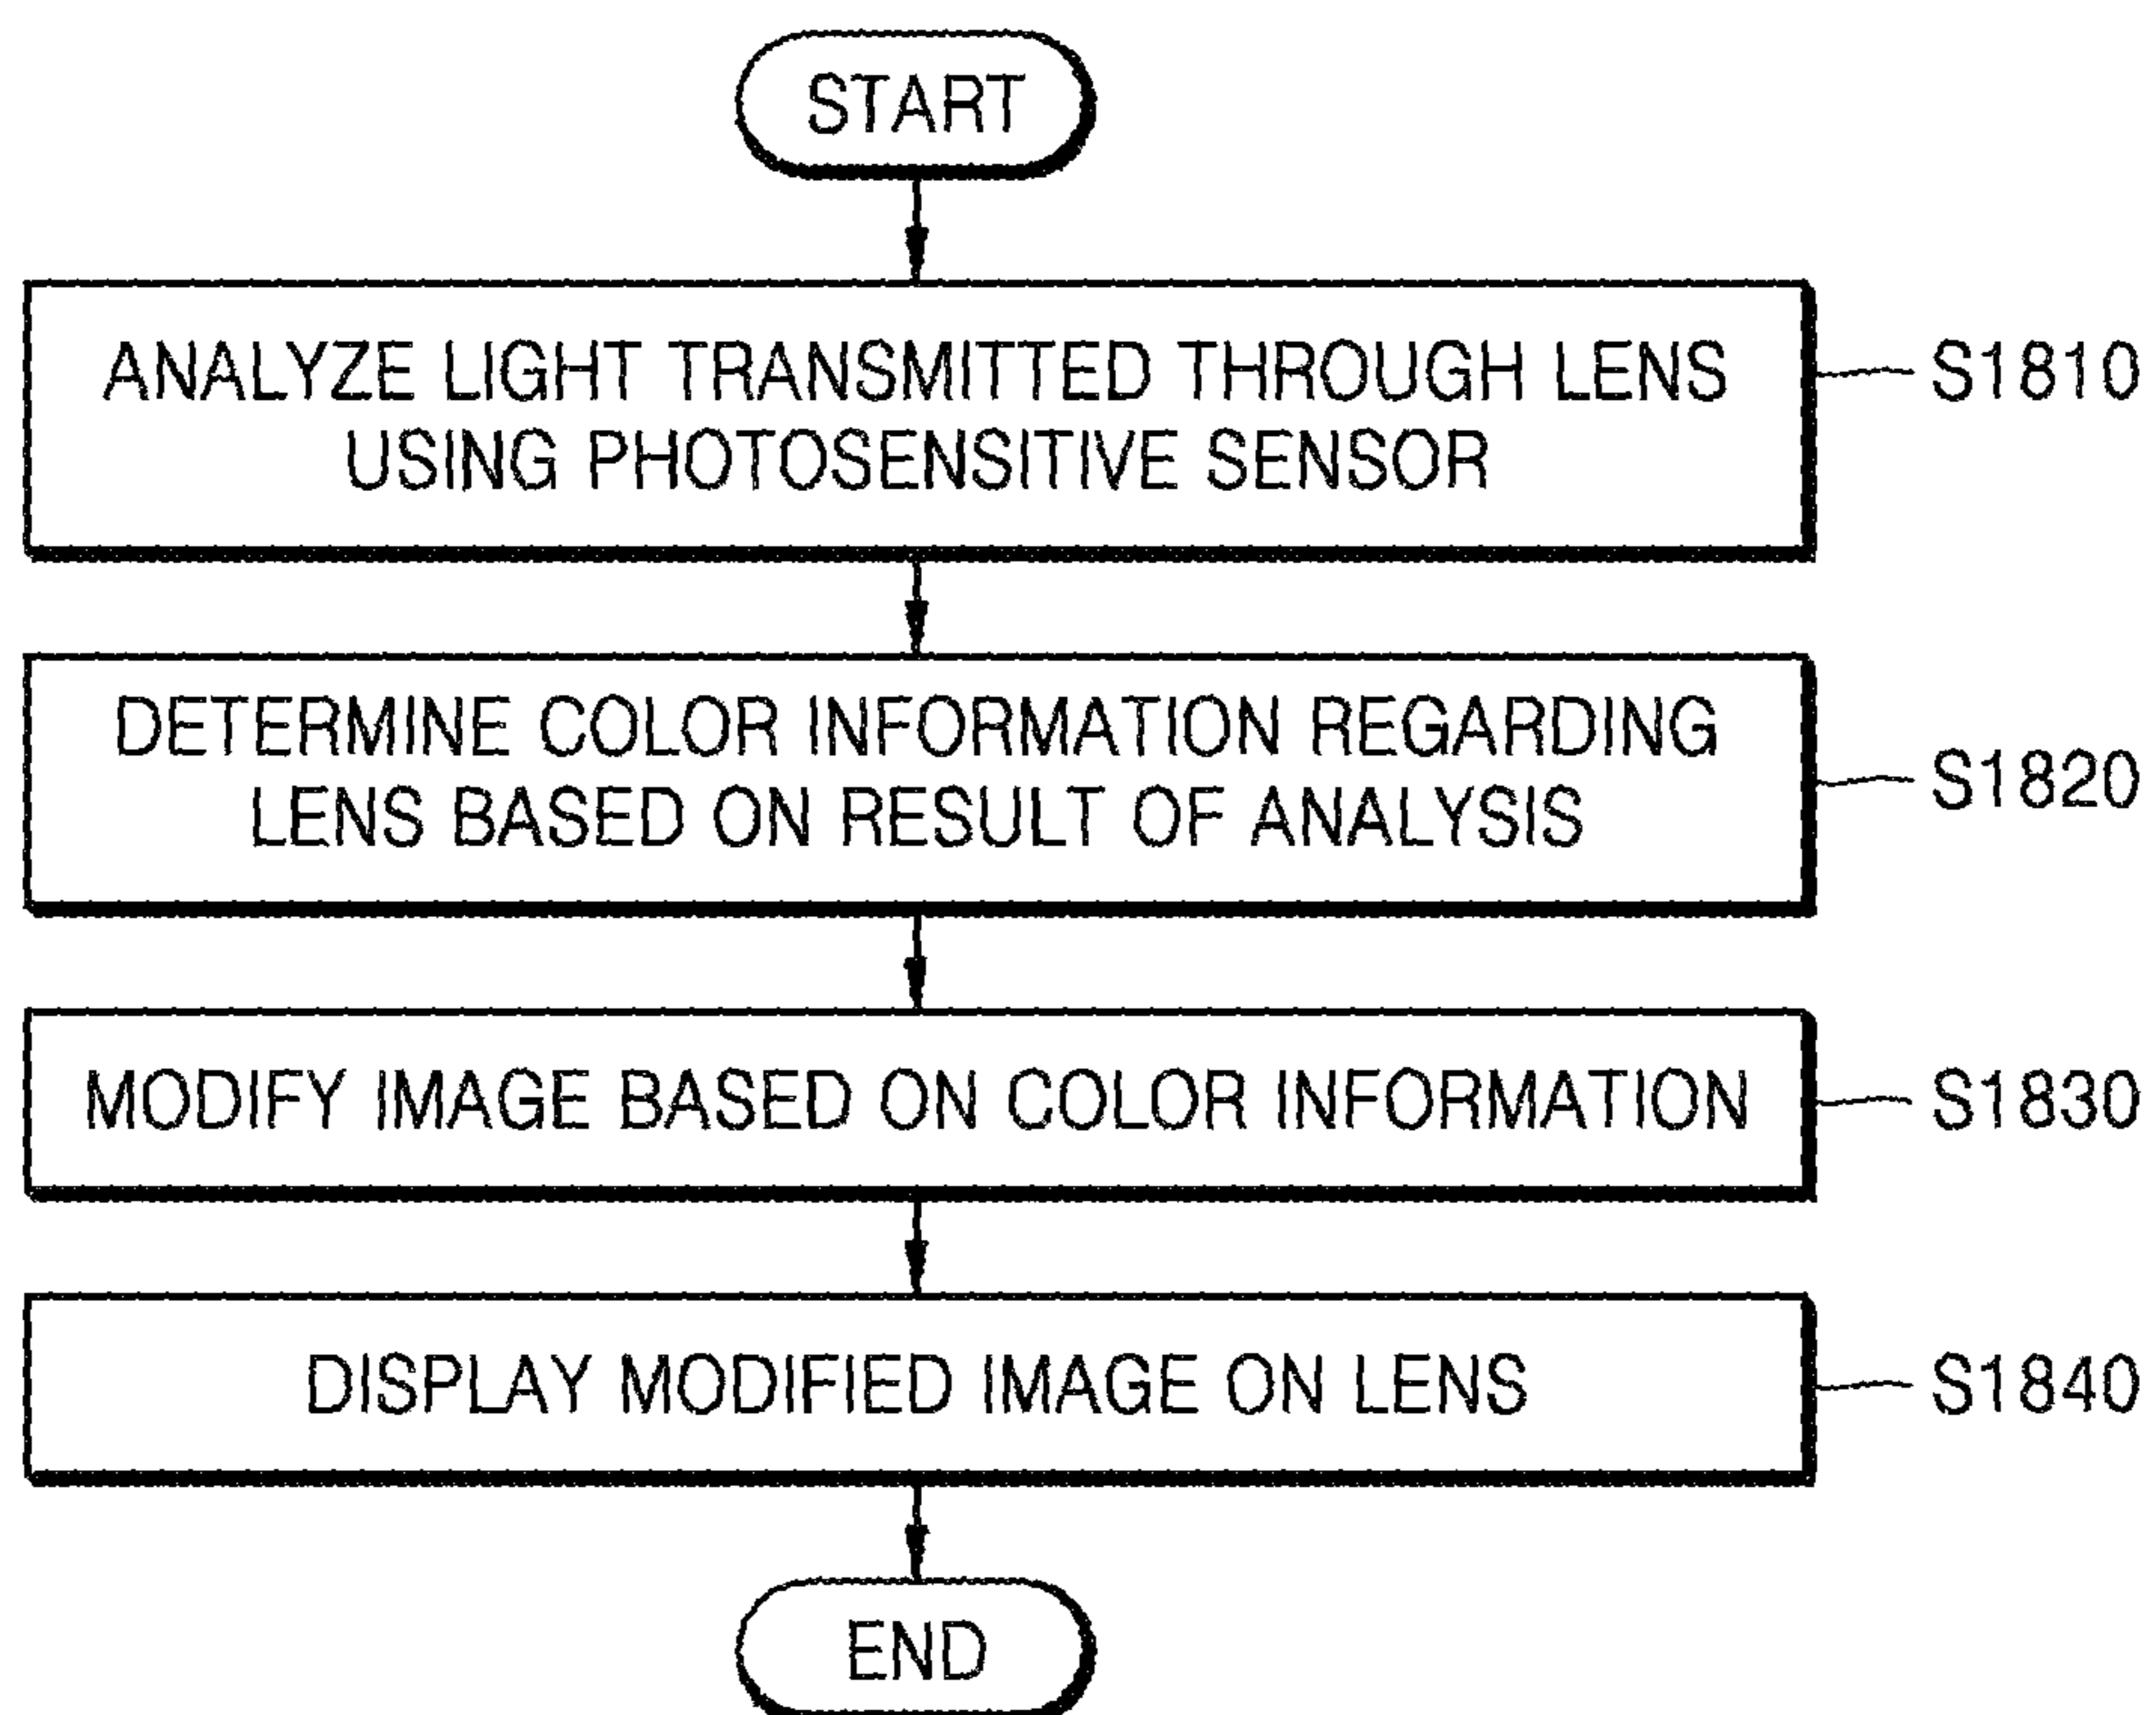 START
ANALYZE LIGHT TRANSMITTED THROUGH LENS
USING PHOTOSENSITIVE SENSOR
S1810
DETERMINE COLOR INFORMATION REGARDING
LENS BASED ON RESULT OF ANALYSIS
S1820
MODIFY IMAGE BASED ON COLOR INFORMATION
S1830
DISPLAY MODIFIED IMAGE ON LENS
S1840
END